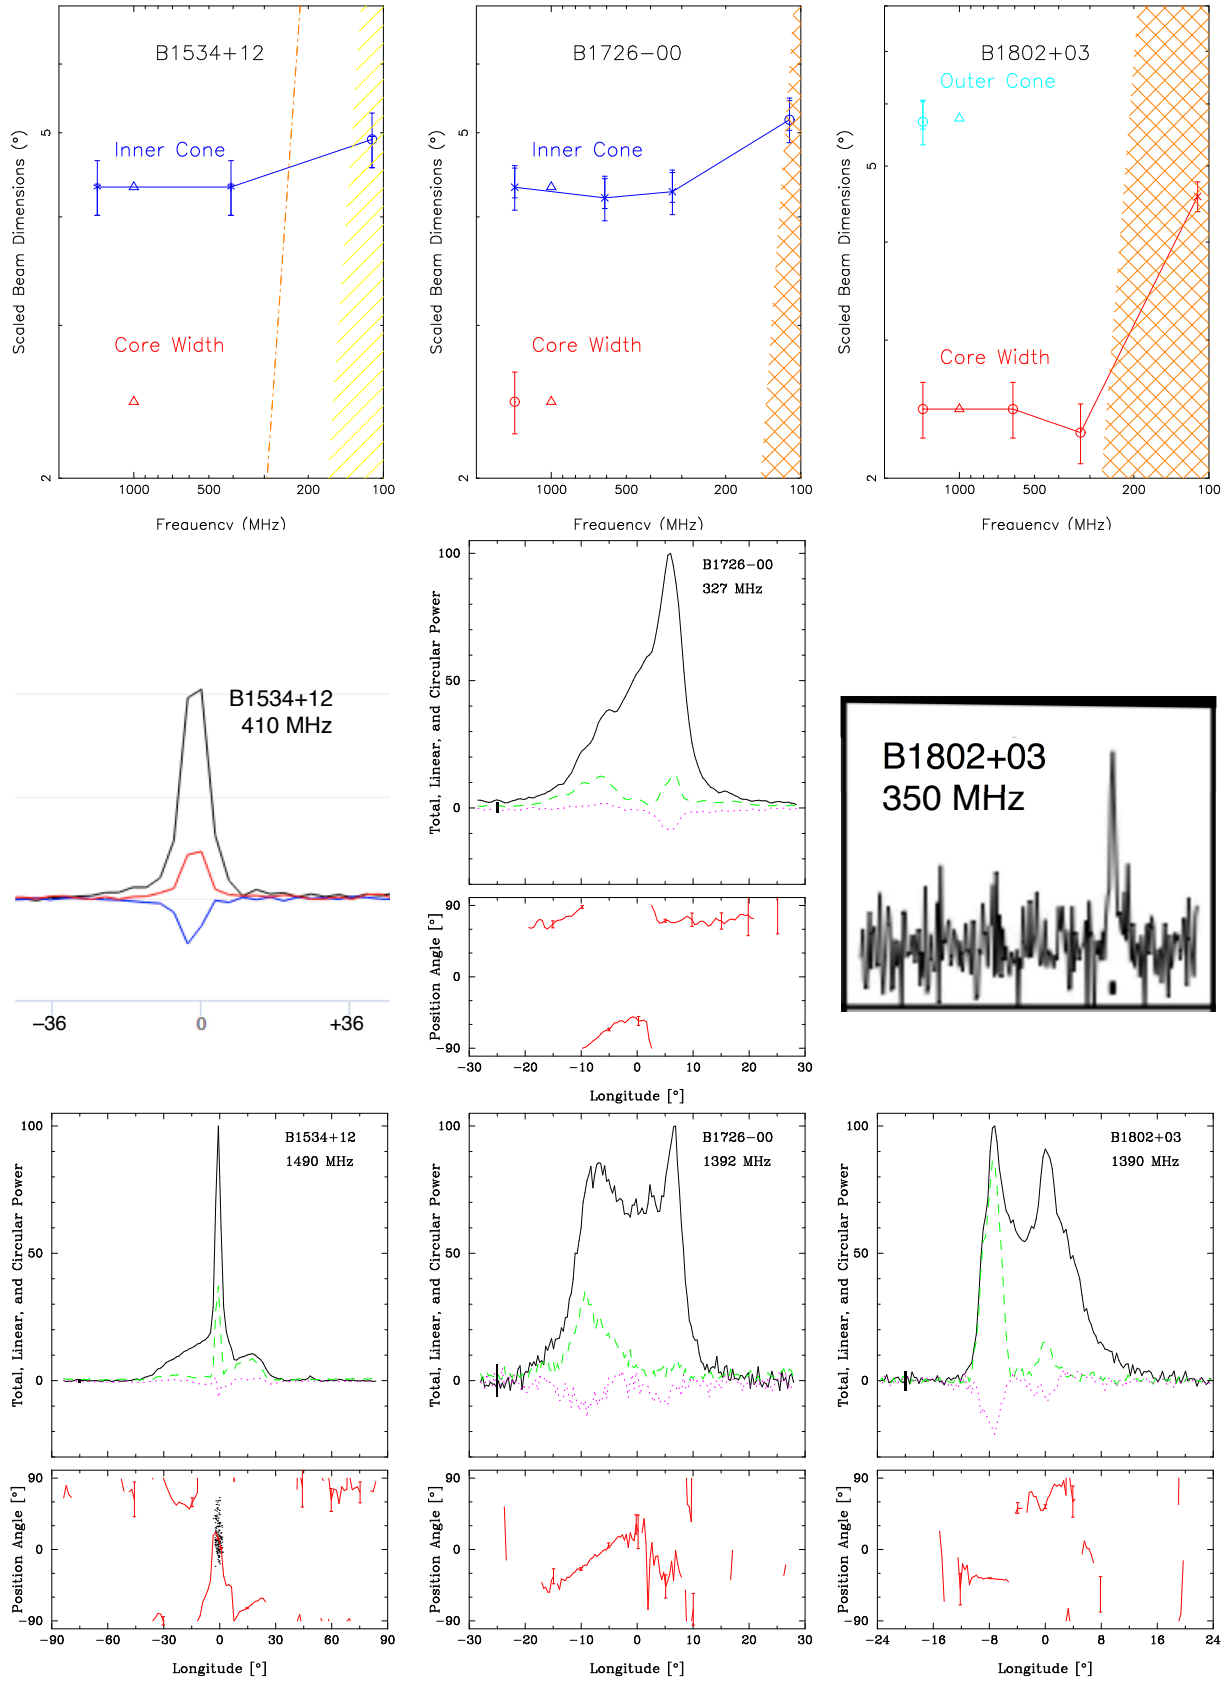 B1534+12
Inner Cone
Core Width
Scaled Beam Dimensions (°)
5
2
1000 500 200 100
Frequency (MHz)
B1726−00
Inner Cone
Core Width
Scaled Beam Dimensions (°)
5
2
1000 500 200 100
Frequency (MHz)
B1802+03
Outer Cone
Core Width
Scaled Beam Dimensions (°)
5
2
1000 200 100
Frequency (MHz)
B1534+12
410 MHz
−36 0 +36
B1726−00
327 MHz
Total, Linear, and Circular Power
100
50
0
Position Angle [°]
90
0
−90
−30 −20 −10 0 10 20 30
Longitude [°]
B1802+03
350 MHz
B1534+12
1490 MHz
Total, Linear, and Circular Power
100
50
0
Position Angle [°]
90
0
−90
−90 −60 −30 0 30 60 90
Longitude [°]
B1726−00
1392 MHz
Total, Linear, and Circular Power
100
50
0
Position Angle [°]
90
0
−90
−30 −20 −10 0 10 20 30
Longitude [°]
B1802+03
1390 MHz
Total, Linear, and Circular Power
100
50
0
Position Angle [°]
90
0
−90
−24 −16 −8 0 8 16 24
Longitude [°]